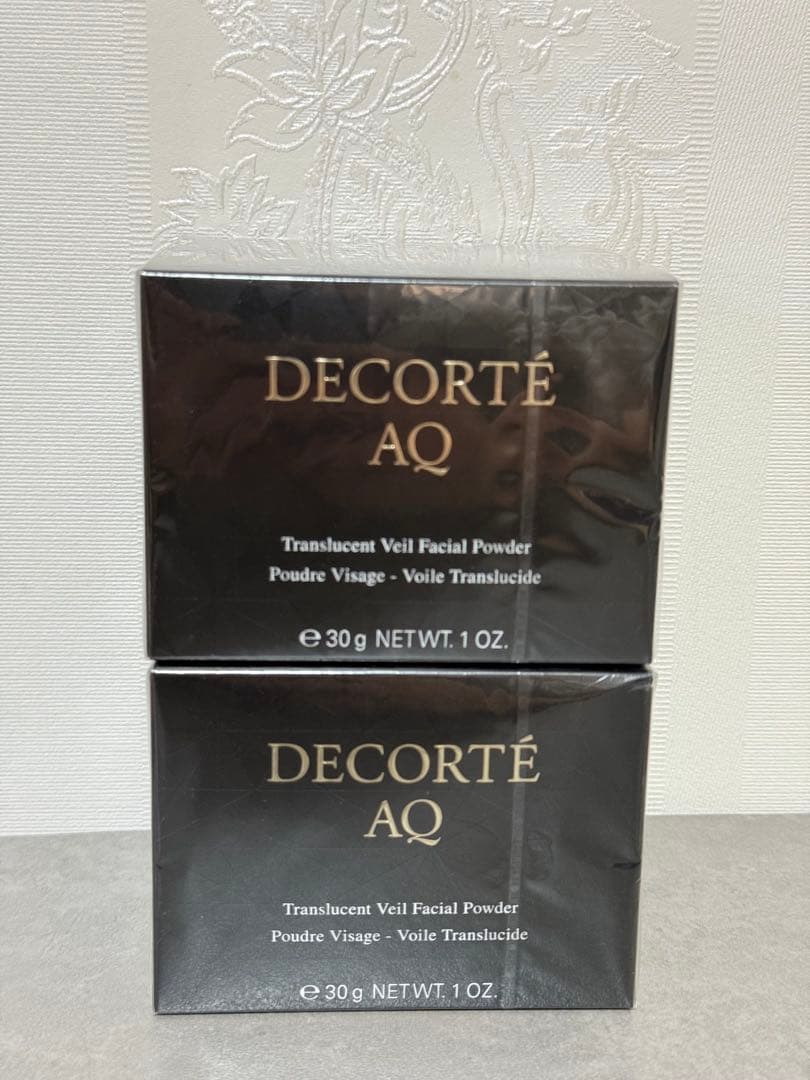 DECORTÉ
AQ
Translucent Veil Facial Powder
Poudre Visage - Voile Translucide
℮ 30 g NET WT. 1 OZ.
DECORTÉ
AQ
Translucent Veil Facial Powder
Poudre Visage - Voile Translucide
℮ 30 g NET WT. 1 OZ.